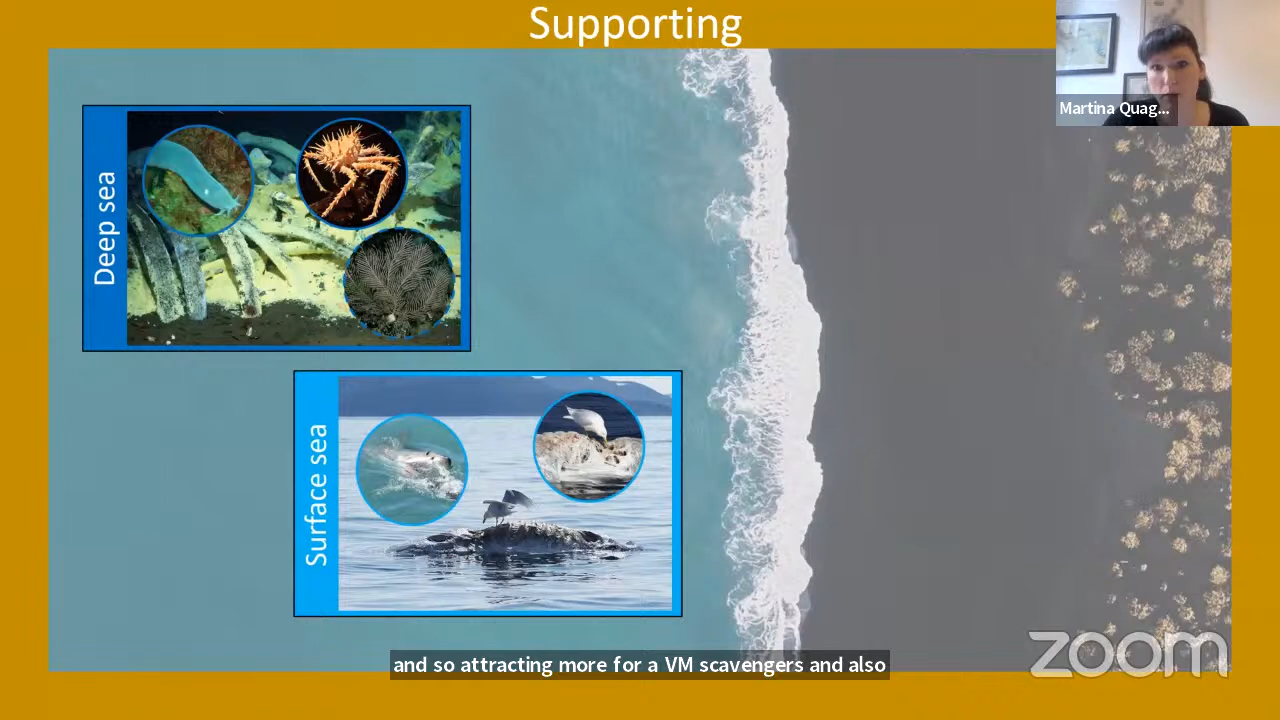 Supporting
Martina Quag...
Deep sea
Surface sea
and so attracting more for a VM scavengers and also
zoom